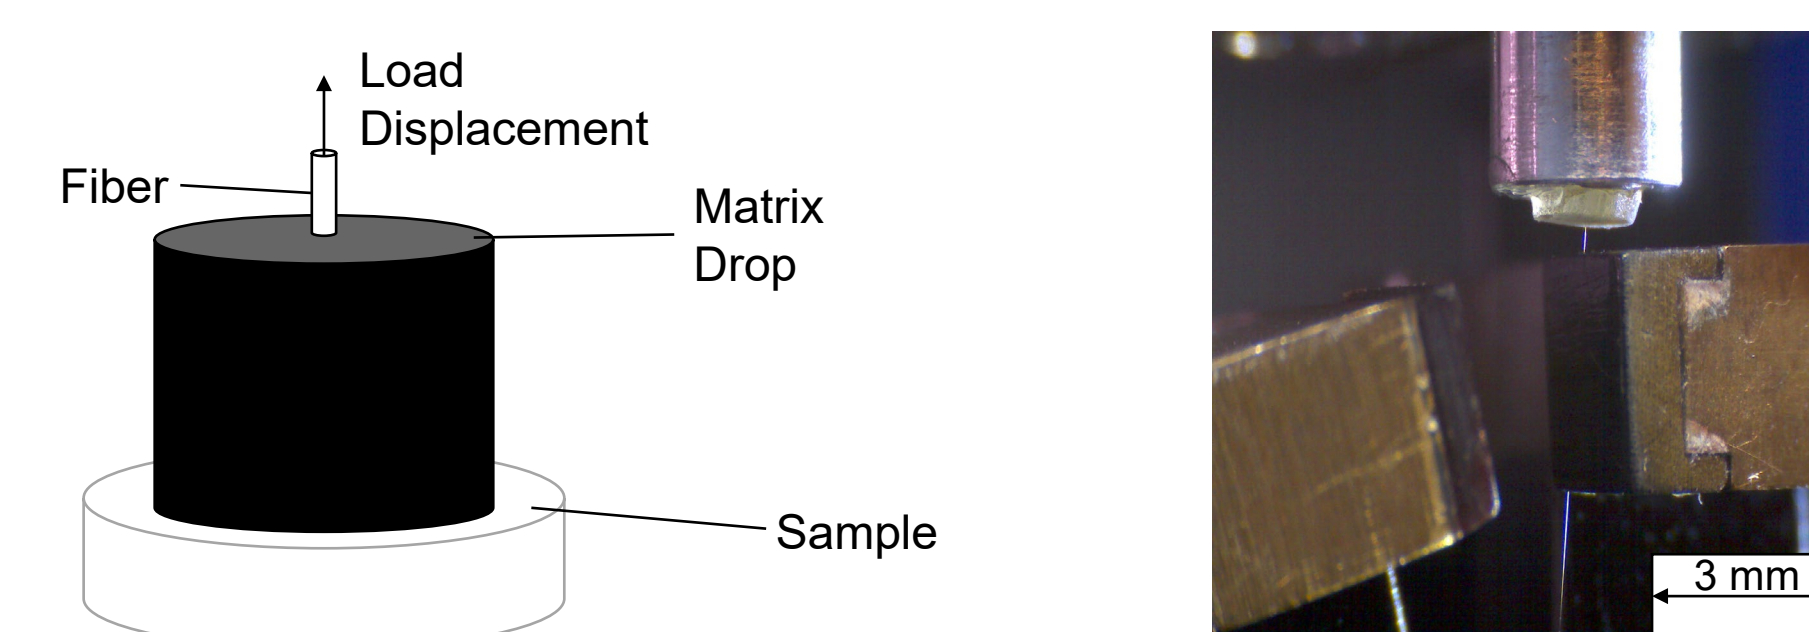 Load
Displacement
Fiber
Matrix
Drop
Sample
3 mm